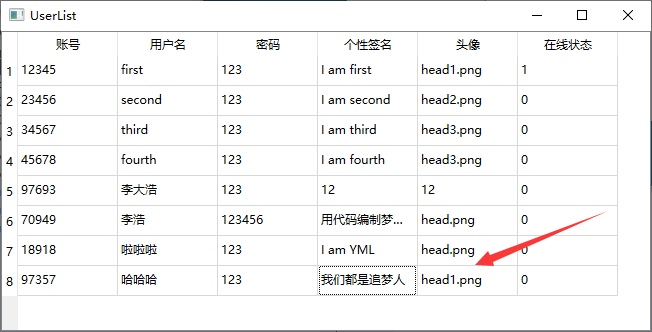 UserList
账号 用户名 密码 个性签名 头像 在线状态
1 12345 first 123 I am first head1.png 1
2 23456 second 123 I am second head2.png 0
3 34567 third 123 I am third head3.png 0
4 45678 fourth 123 I am fourth head3.png 0
5 97693 李大浩 123 12 12 0
6 70949 李浩 123456 用代码编制梦... head.png 0
7 18918 啦啦啦 123 I am YML head.png 0
8 97357 哈哈哈 123 我们都是追梦人 head1.png 0